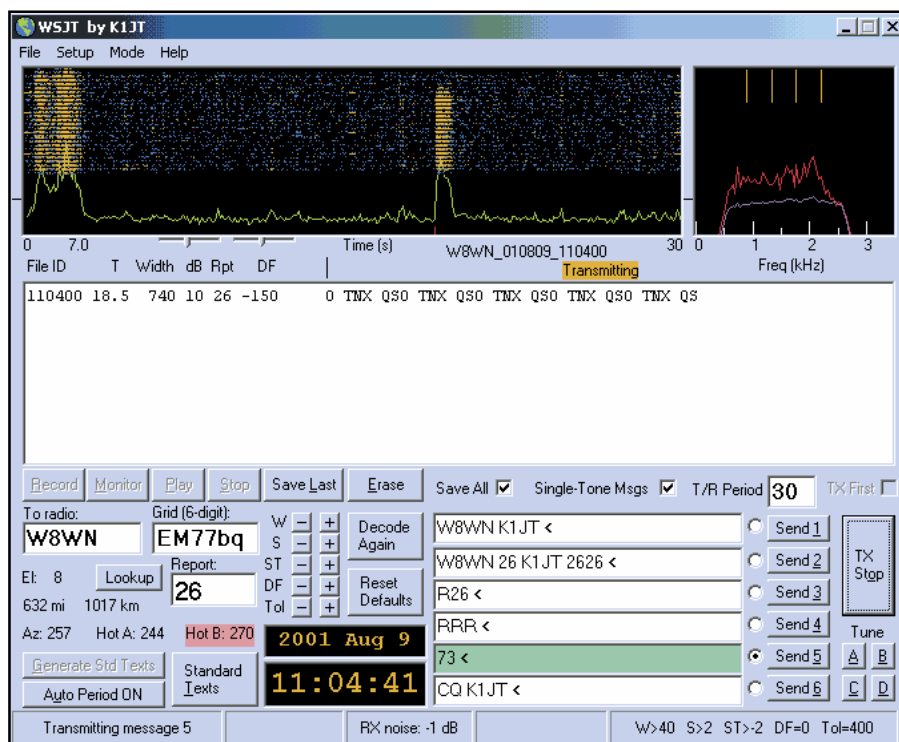 WSJT by K1JT
File Setup Mode Help
0 7.0 Time (s) 30
W8WN_010809_110400
0 1 2 3
Freq (kHz)
Transmitting
File ID T Width dB Rpt DF
110400 18.5 740 10 26 -150 0 TNX QSO TNX QSO TNX QSO TNX QSO TNX QS
Record Monitor Play Stop Save Last Erase Save All Single-Tone Msgs T/R Period 30 TX First
To radio: Grid (6-digit):
W8WN EM77bq
El: 8 Lookup Report:
26
632 mi 1017 km
Az: 257 Hot A: 244 Hot B: 270
Generate Std Texts
Auto Period ON
Standard
Texts
W - +
S - +
ST - +
DF - +
Tol - +
Decode
Again
Reset
Defaults
2001 Aug 9
11:04:41
W8WN K1JT < Send 1
W8WN 26 K1JT 2626 < Send 2
R26 < Send 3
RRR < Send 4
73 < Send 5
CQ K1JT < Send 6
TX
Stop
Tune
A B
C D
Transmitting message 5 RX noise: -1 dB W>40 S>2 ST>-2 DF=0 Tol=400